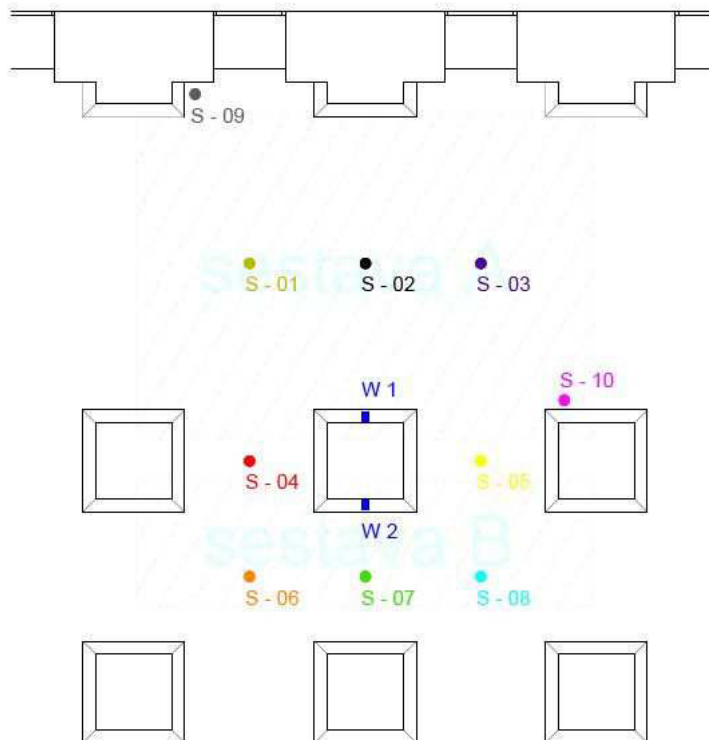 S - 09
sestava A
S - 01
S - 02
S - 03
W 1
S - 10
S - 04
S - 05
W 2
sestava B
S - 06
S - 07
S - 08